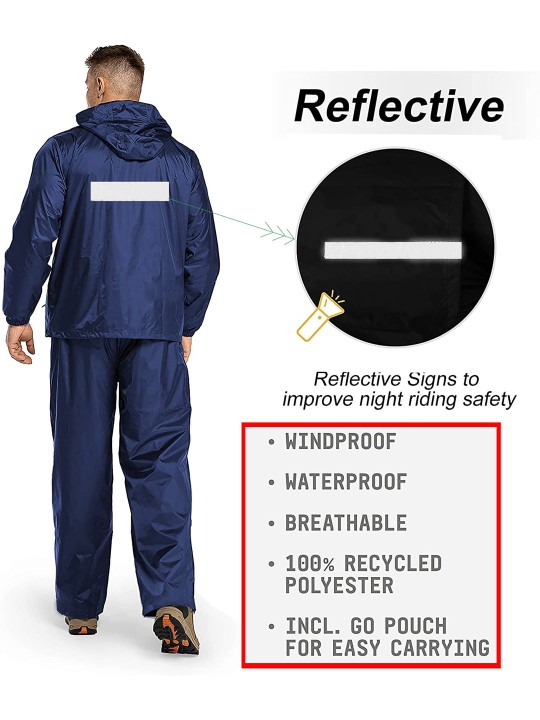 Reflective
Reflective Signs to
improve night riding safety
• WINDPROOF
• WATERPROOF
• BREATHABLE
• 100% RECYCLED
POLYESTER
• INCL. GO POUCH
FOR EASY CARRYING